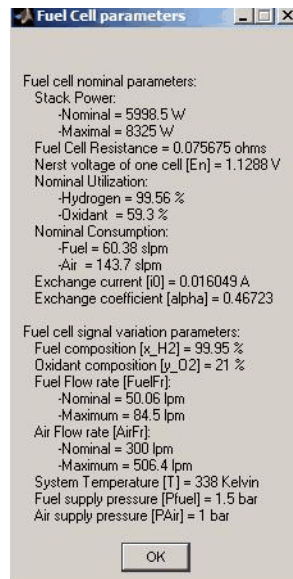 Fuel Cell parameters
Fuel cell nominal parameters:
Stack Power:
-Nominal = 5998.5 W
-Maximal = 8325 W
Fuel Cell Resistance = 0.075675 ohms
Nerst voltage of one cell [En] = 1.1288 V
Nominal Utilization:
-Hydrogen = 99.56 %
-Oxidant = 59.3 %
Nominal Consumption:
-Fuel = 60.38 slpm
-Air = 143.7 slpm
Exchange current [i0] = 0.016049 A
Exchange coefficient [alpha] = 0.46723
Fuel cell signal variation parameters:
Fuel composition [x_H2] = 99.95 %
Oxidant composition [y_O2] = 21 %
Fuel Flow rate [FuelFr]:
-Nominal = 50.06 lpm
-Maximum = 84.5 lpm
Air Flow rate [AirFr]:
-Nominal = 300 lpm
-Maximum = 506.4 lpm
System Temperature [T] = 338 Kelvin
Fuel supply pressure [Pfuel] = 1.5 bar
Air supply pressure [PAir] = 1 bar
OK